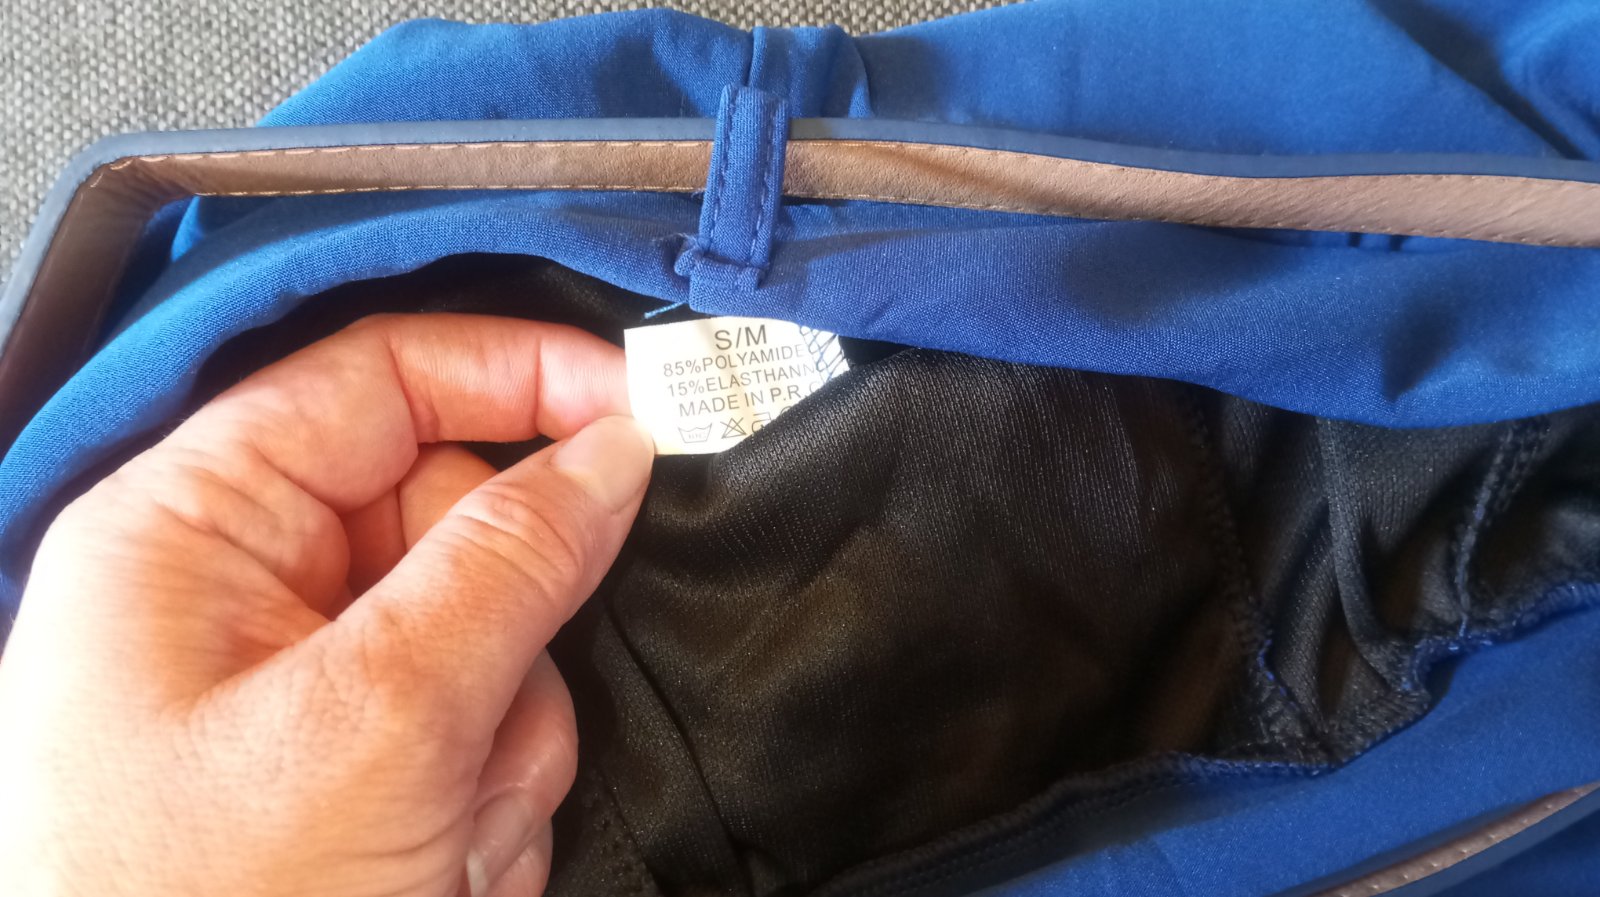 S/M
85%POLYAMIDE
15%ELASTHANN
MADE IN P.R.